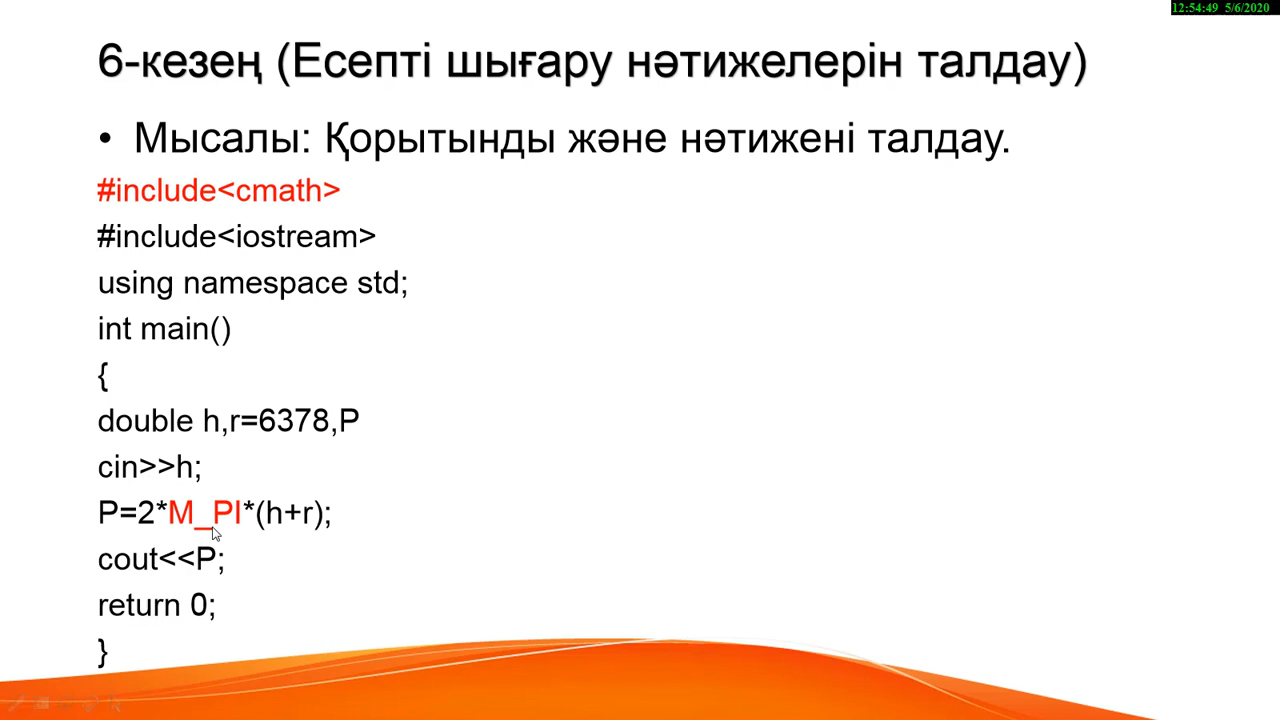 12:54:49 5/6/2020
6-кезең (Есепті шығару нәтижелерін талдау)
• Мысалы: Қорытынды және нәтижені талдау.
#include<cmath>
#include<iostream>
using namespace std;
int main()
{
double h,r=6378,P
cin>>h;
P=2*M_PI*(h+r);
cout<<P;
return 0;
}